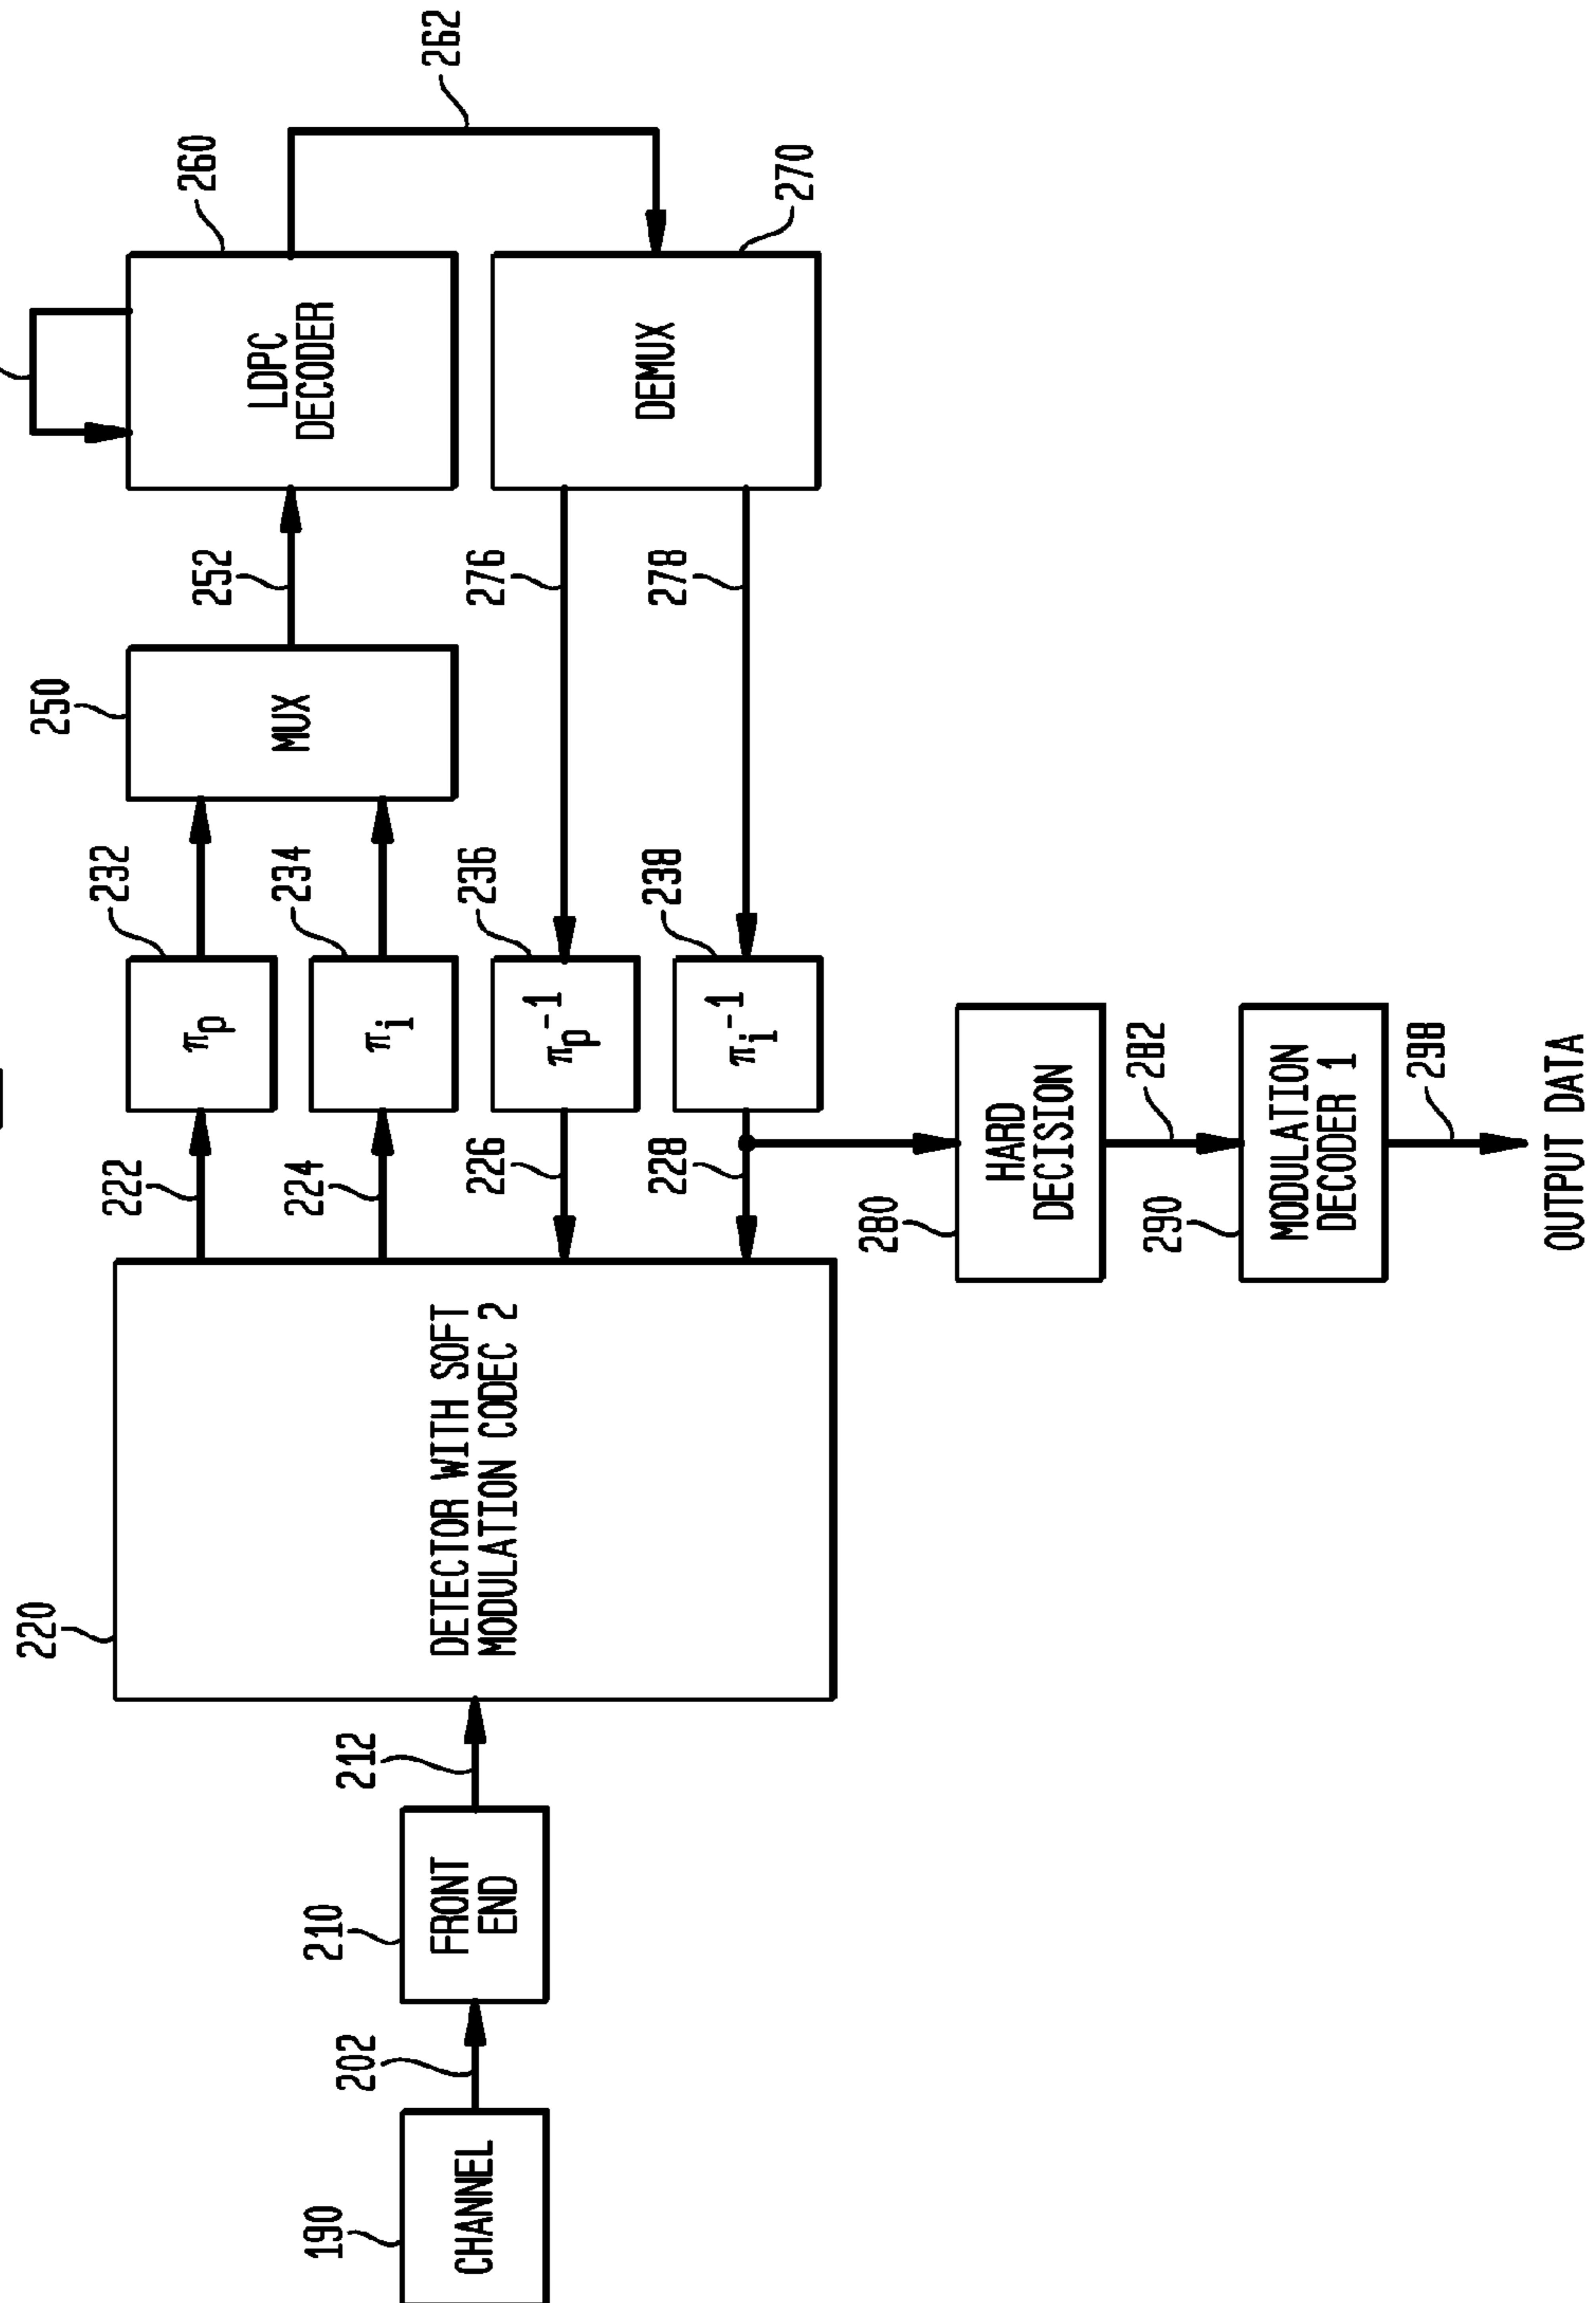 190
CHANNEL
202
210
FRONT
END
212
220
DETECTOR WITH SOFT
MODULATION CODEC 2
222
224
226
228
232
πp
234
πi
236
πp⁻¹
238
πi⁻¹
250
MUX
252
260
LDPC
DECODER
262
270
DEMUX
276
278
280
HARD
DECISION
282
290
MODULATION
DECODER 1
298
OUTPUT DATA